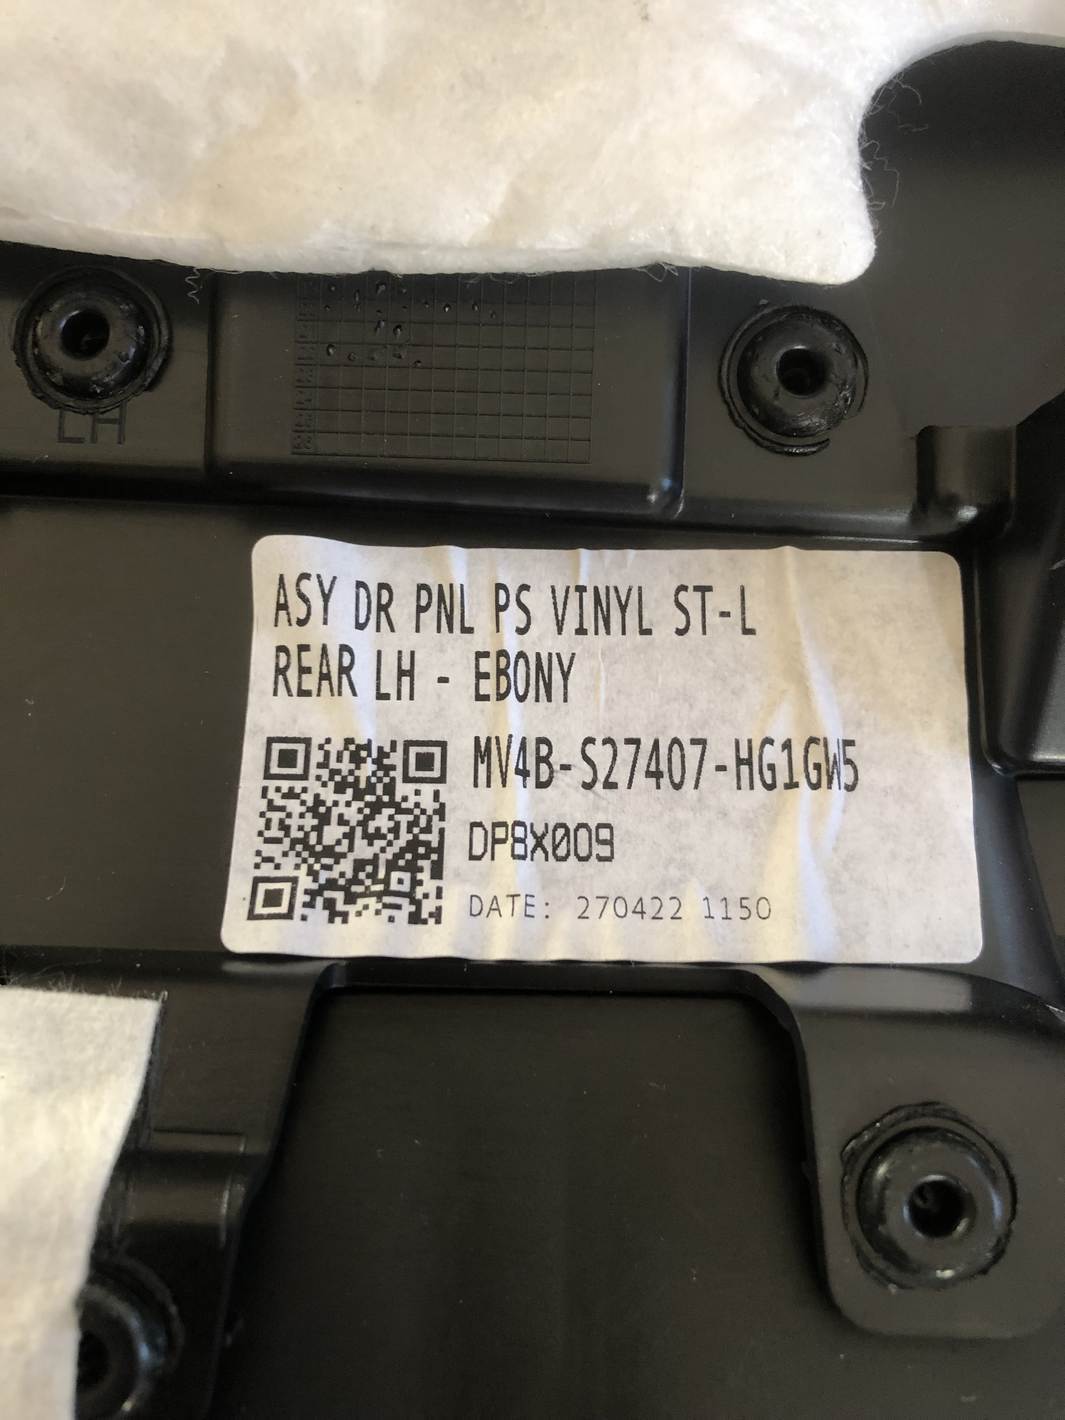 LH
ASY DR PNL PS VINYL ST-L
REAR LH - EBONY
MV4B-S27407-HG1GW5
DP8X009
DATE: 270422 1150